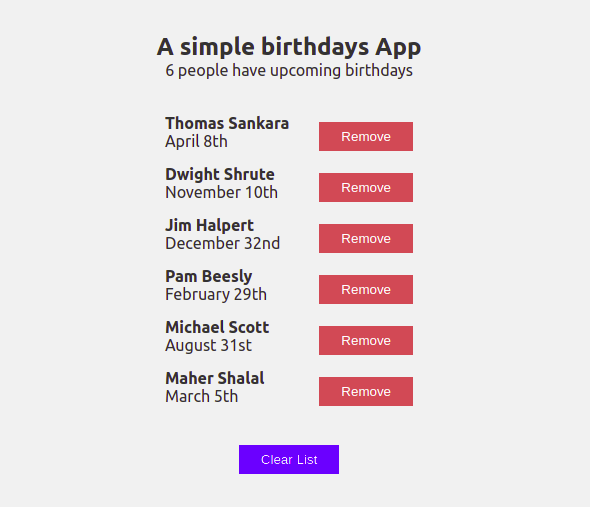 A simple birthdays App
6 people have upcoming birthdays
Thomas Sankara
April 8th
Remove
Dwight Shrute
November 10th
Remove
Jim Halpert
December 32nd
Remove
Pam Beesly
February 29th
Remove
Michael Scott
August 31st
Remove
Maher Shalal
March 5th
Remove
Clear List